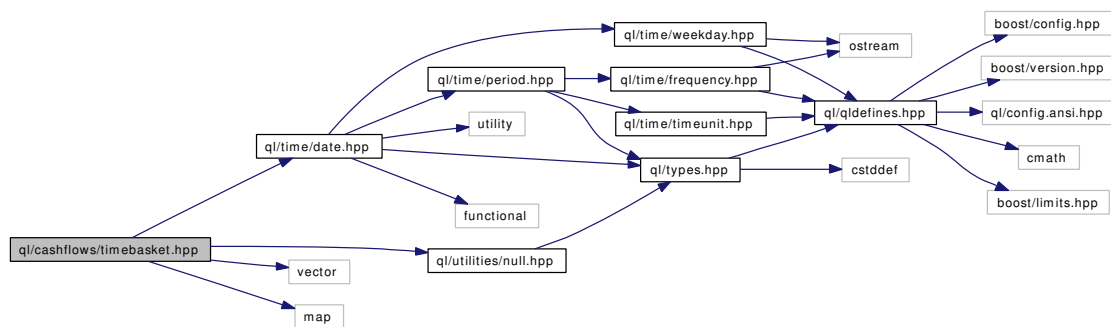 boost/config.hpp
ql/time/weekday.hpp
ostream
boost/version.hpp
ql/time/period.hpp
ql/time/frequency.hpp
ql/qldefines.hpp
ql/config.ansi.hpp
utility
ql/time/timeunit.hpp
ql/time/date.hpp
cmath
ql/types.hpp
cstddef
boost/limits.hpp
functional
ql/cashflows/timebasket.hpp
ql/utilities/null.hpp
vector
map